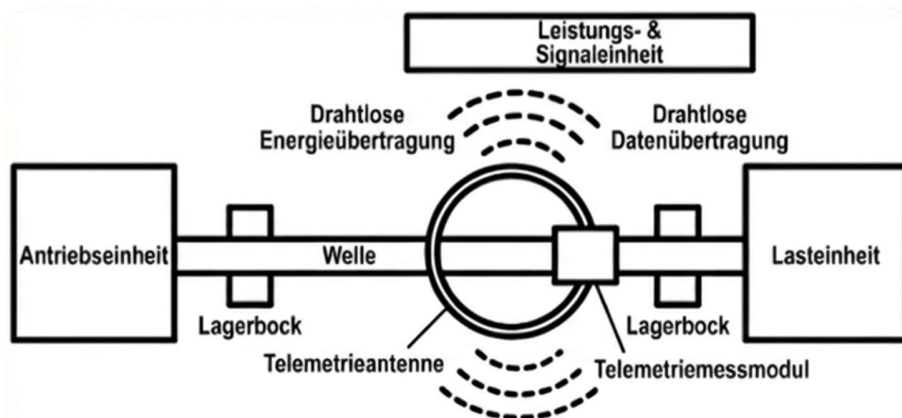 Leistungs- &
Signaleinheit
Drahtlose
Energieübertragung
Drahtlose
Datenübertragung
Antriebseinheit
Welle
Lasteinheit
Lagerbock
Lagerbock
Telemetrieantenne
Telemetriemessmodul